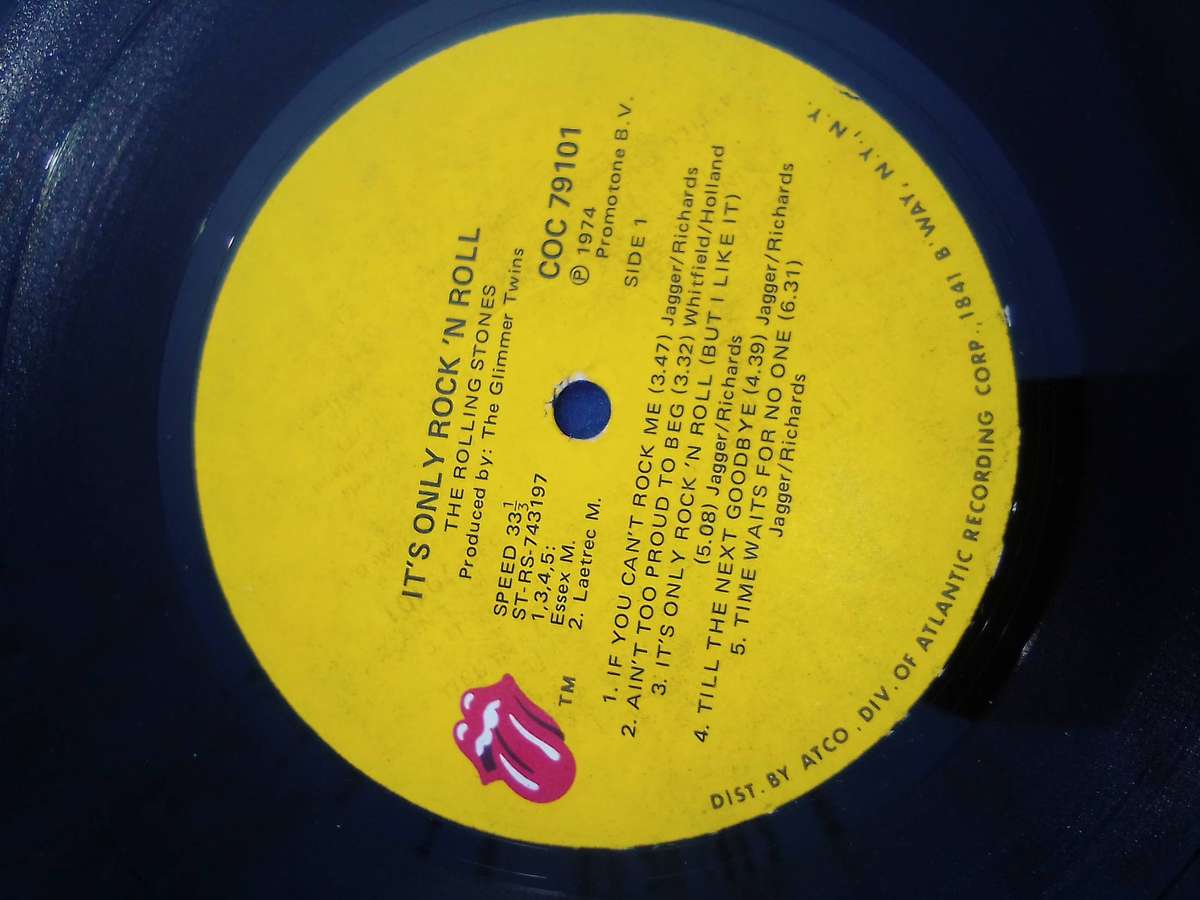 IT'S ONLY ROCK 'N ROLL
THE ROLLING STONES
Produced by: The Glimmer Twins
SPEED 33⅓
ST-RS-743197
1,3,4,5:
Essex M.
2. Laetrec M.
COC 79101
Ⓟ 1974
Promotone B.V.
SIDE 1
TM
1. IF YOU CAN'T ROCK ME (3.47) Jagger/Richards
2. AIN'T TOO PROUD TO BEG (3.32) Whitfield/Holland
3. IT'S ONLY ROCK 'N ROLL (BUT I LIKE IT)
(5.08) Jagger/Richards
4. TILL THE NEXT GOODBYE (4.39) Jagger/Richards
5. TIME WAITS FOR NO ONE (6.31)
Jagger/Richards
DIST. BY ATCO. DIV. OF ATLANTIC RECORDING CORP., 1841 B'WAY, N.Y., N.Y.